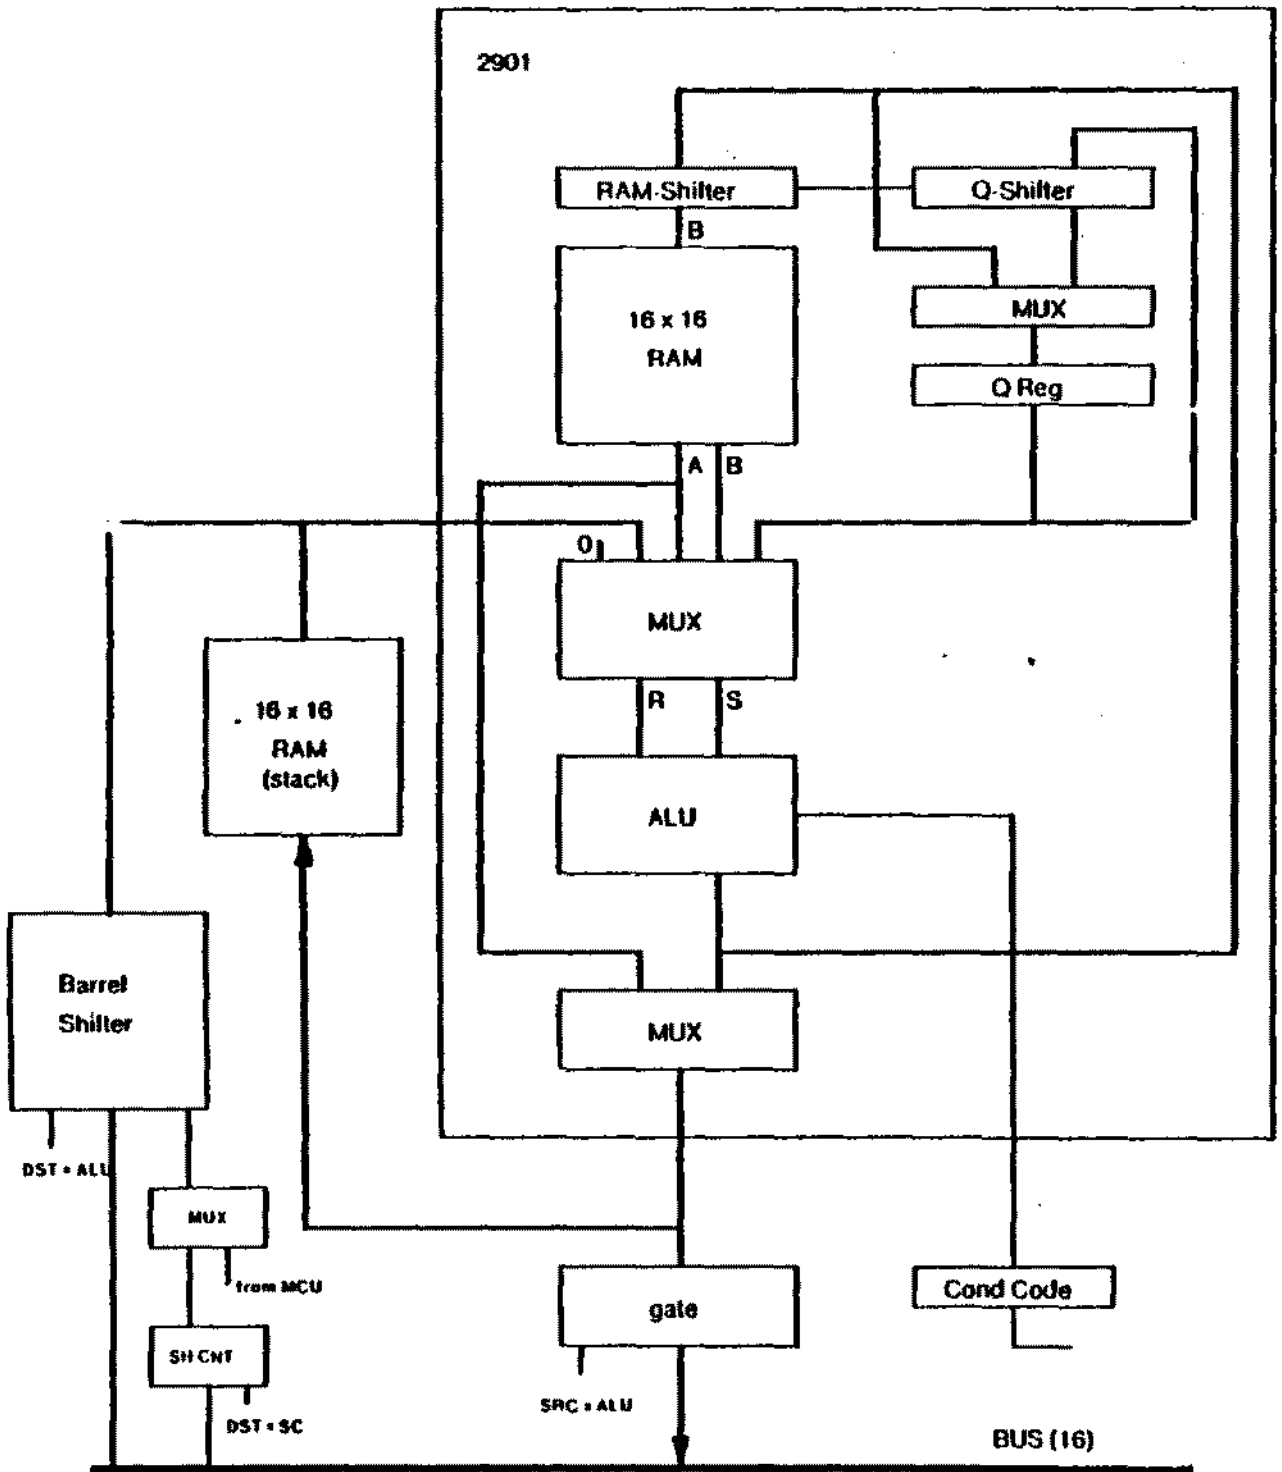 2901
RAM-Shifter
Q-Shifter
B
16 x 16
RAM
MUX
Q Reg
A
B
0
MUX
R
S
16 x 16
RAM
(stack)
ALU
Barrel
Shifter
MUX
DST = ALU
MUX
from MCU
gate
Cond Code
SH CNT
SRC = ALU
DST = SC
BUS (16)